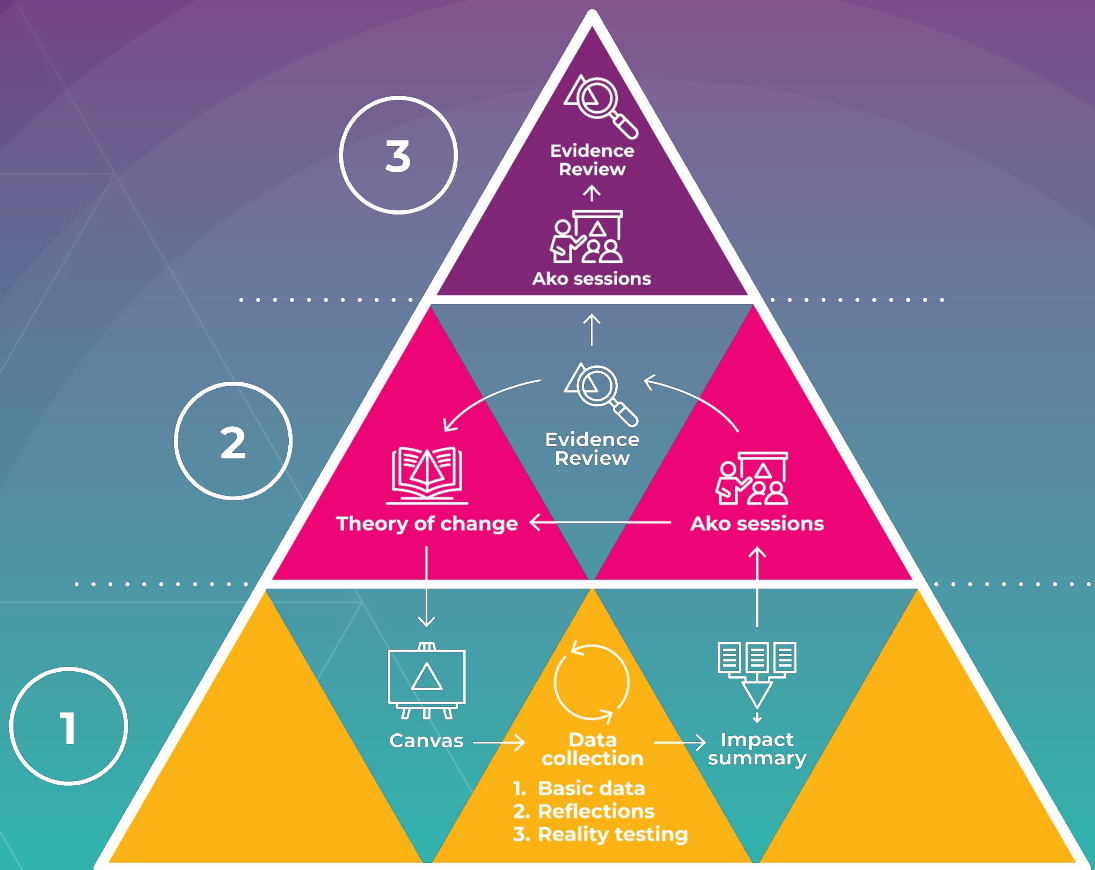 3
Evidence
Review
Ako sessions
2
Evidence
Review
Theory of change
Ako sessions
1
Canvas
Data
collection
1. Basic data
2. Reflections
3. Reality testing
Impact
summary